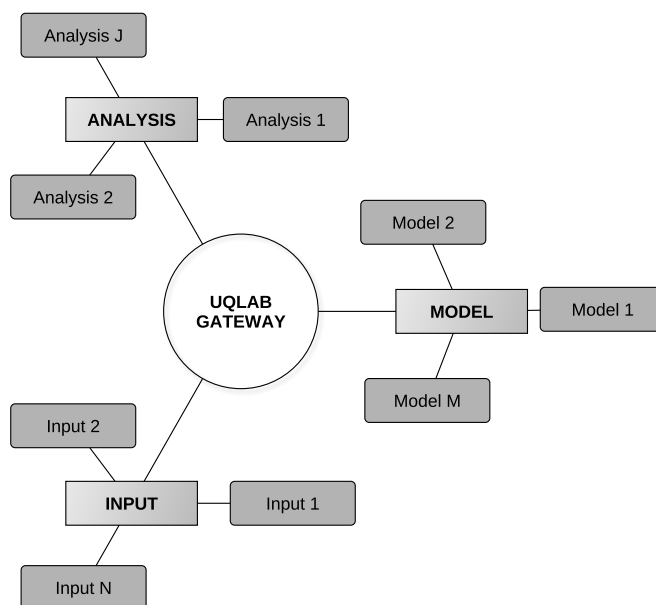 Analysis J
ANALYSIS
Analysis 1
Analysis 2
Model 2
UQLAB
GATEWAY
MODEL
Model 1
Model M
Input 2
INPUT
Input 1
Input N